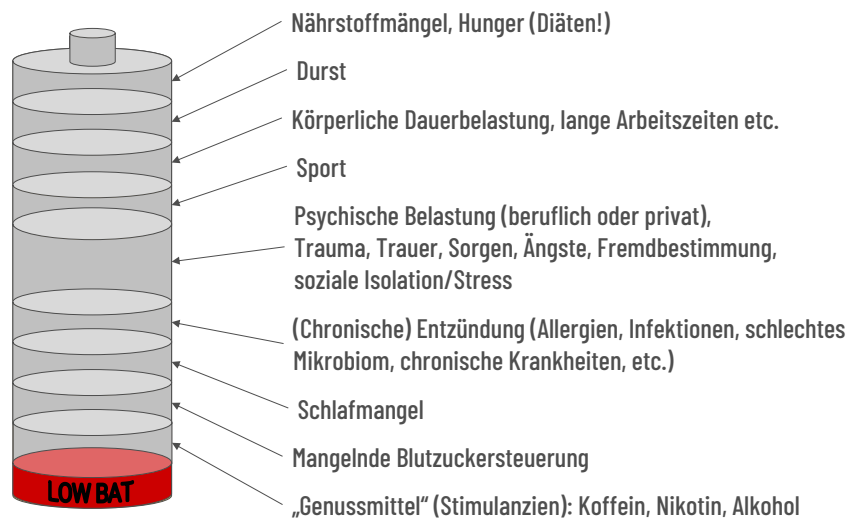 Nährstoffmängel, Hunger (Diäten!)
Durst
Körperliche Dauerbelastung, lange Arbeitszeiten etc.
Sport
Psychische Belastung (beruflich oder privat),
Trauma, Trauer, Sorgen, Ängste, Fremdbestimmung,
soziale Isolation/Stress
(Chronische) Entzündung (Allergien, Infektionen, schlechtes
Mikrobiom, chronische Krankheiten, etc.)
Schlafmangel
Mangelnde Blutzuckersteuerung
LOW BAT
„Genussmittel“ (Stimulanzien): Koffein, Nikotin, Alkohol